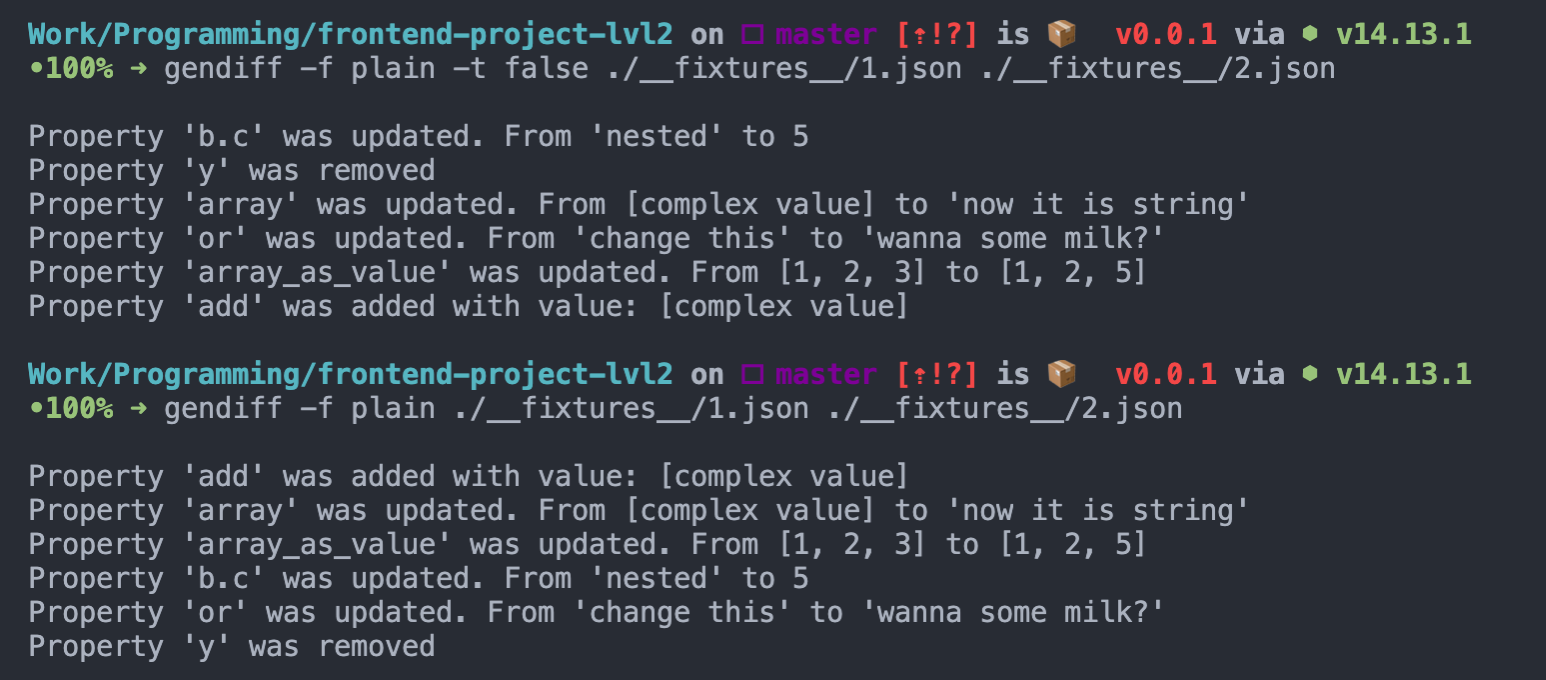 Work/Programming/frontend-project-lvl2 on □ master [⇡!?] is 📦 v0.0.1 via ⬢ v14.13.1
•100% ➜ gendiff -f plain -t false ./__fixtures__/1.json ./__fixtures__/2.json
Property 'b.c' was updated. From 'nested' to 5
Property 'y' was removed
Property 'array' was updated. From [complex value] to 'now it is string'
Property 'or' was updated. From 'change this' to 'wanna some milk?'
Property 'array_as_value' was updated. From [1, 2, 3] to [1, 2, 5]
Property 'add' was added with value: [complex value]
Work/Programming/frontend-project-lvl2 on □ master [⇡!?] is 📦 v0.0.1 via ⬢ v14.13.1
•100% ➜ gendiff -f plain ./__fixtures__/1.json ./__fixtures__/2.json
Property 'add' was added with value: [complex value]
Property 'array' was updated. From [complex value] to 'now it is string'
Property 'array_as_value' was updated. From [1, 2, 3] to [1, 2, 5]
Property 'b.c' was updated. From 'nested' to 5
Property 'or' was updated. From 'change this' to 'wanna some milk?'
Property 'y' was removed